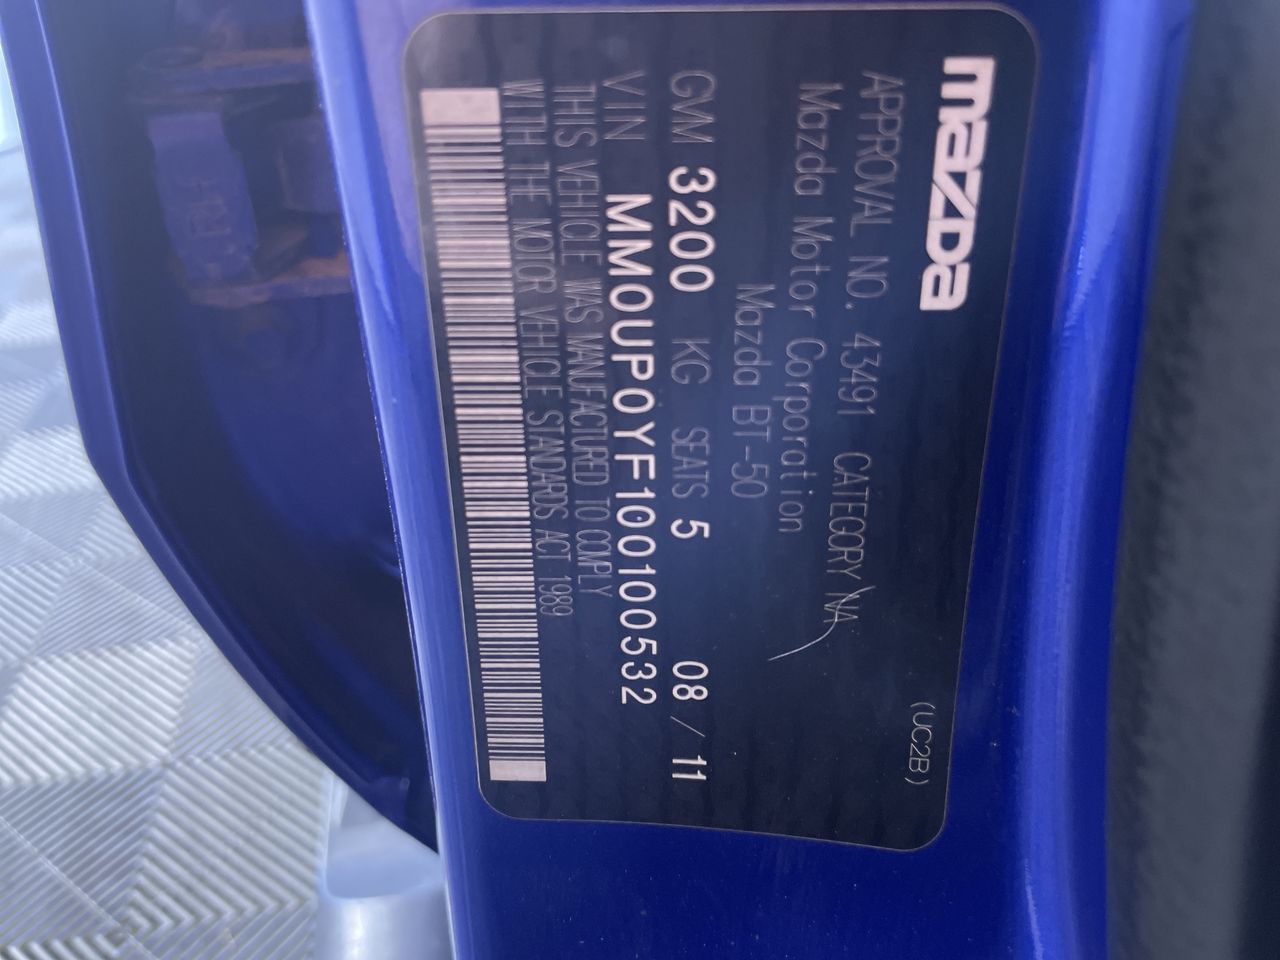 mazda
(UC2B)
APPROVAL NO. 43491 CATEGORY NA
Mazda Motor Corporation
Mazda BT-50
GVM 3200 KG SEATS 5 08 / 11
VIN MM0UP0YF100100532
THIS VEHICLE WAS MANUFACTURED TO COMPLY
WITH THE MOTOR VEHICLE STANDARDS ACT 1989
RH